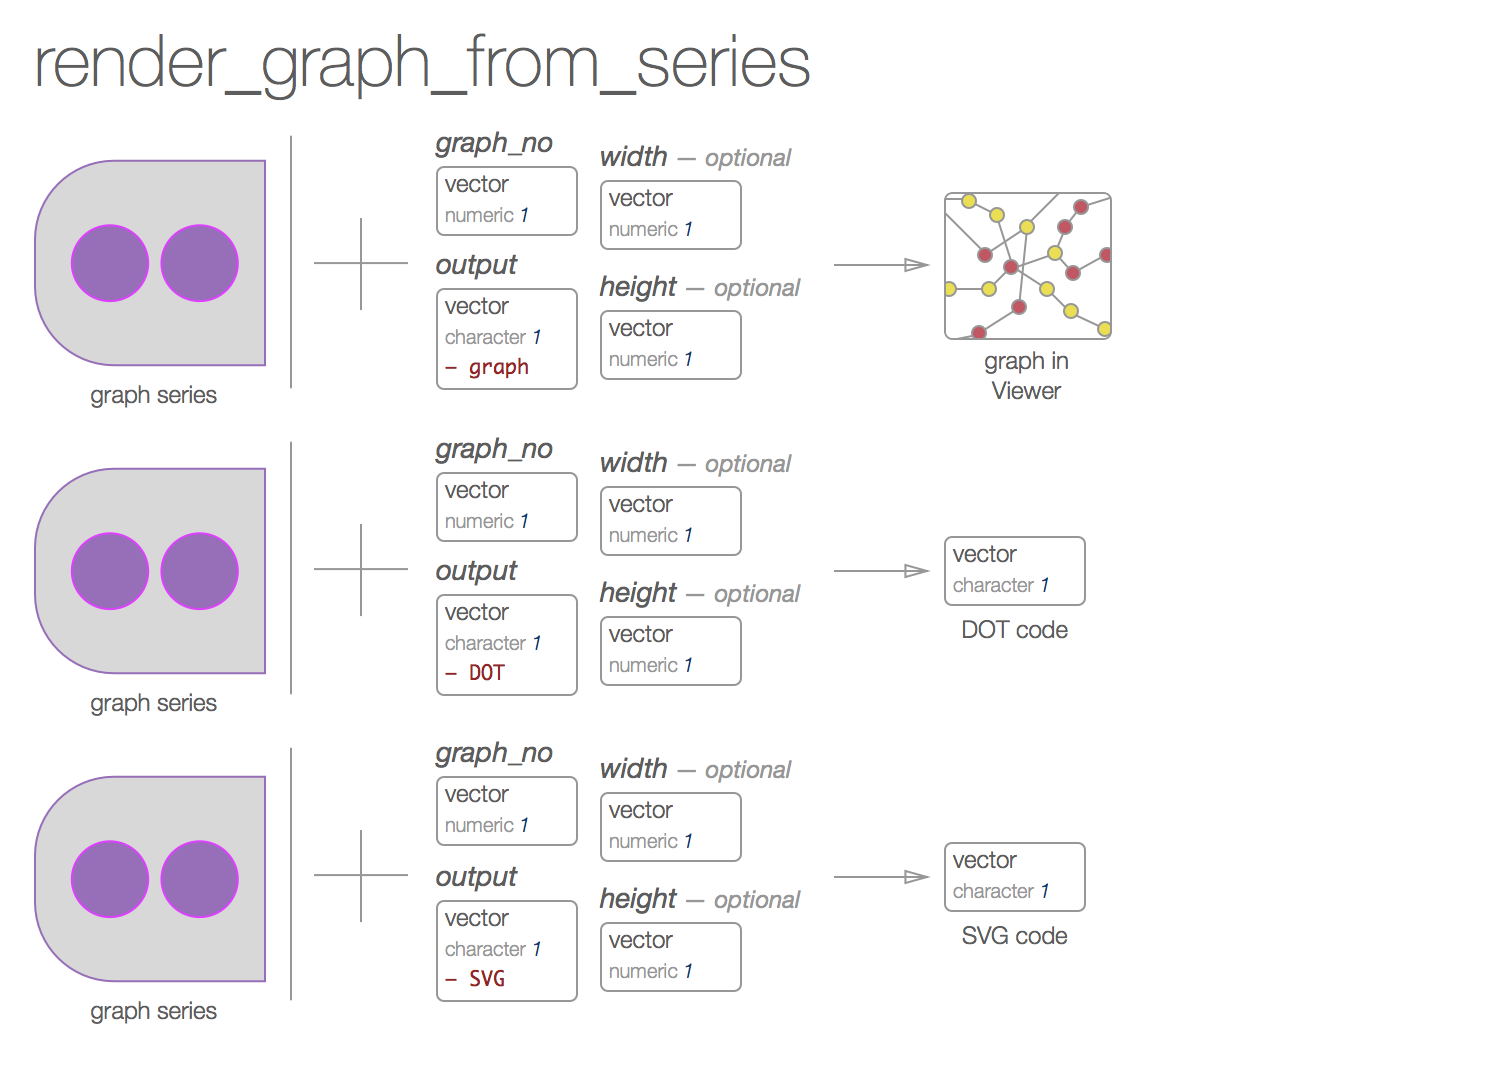 render_graph_from_series
graph_no
vector
numeric 1
output
vector
character 1
– graph
width – optional
vector
numeric 1
height – optional
vector
numeric 1
graph in
Viewer
graph series
graph_no
vector
numeric 1
output
vector
character 1
– DOT
width – optional
vector
numeric 1
height – optional
vector
numeric 1
vector
character 1
DOT code
graph series
graph_no
vector
numeric 1
output
vector
character 1
– SVG
width – optional
vector
numeric 1
height – optional
vector
numeric 1
vector
character 1
SVG code
graph series